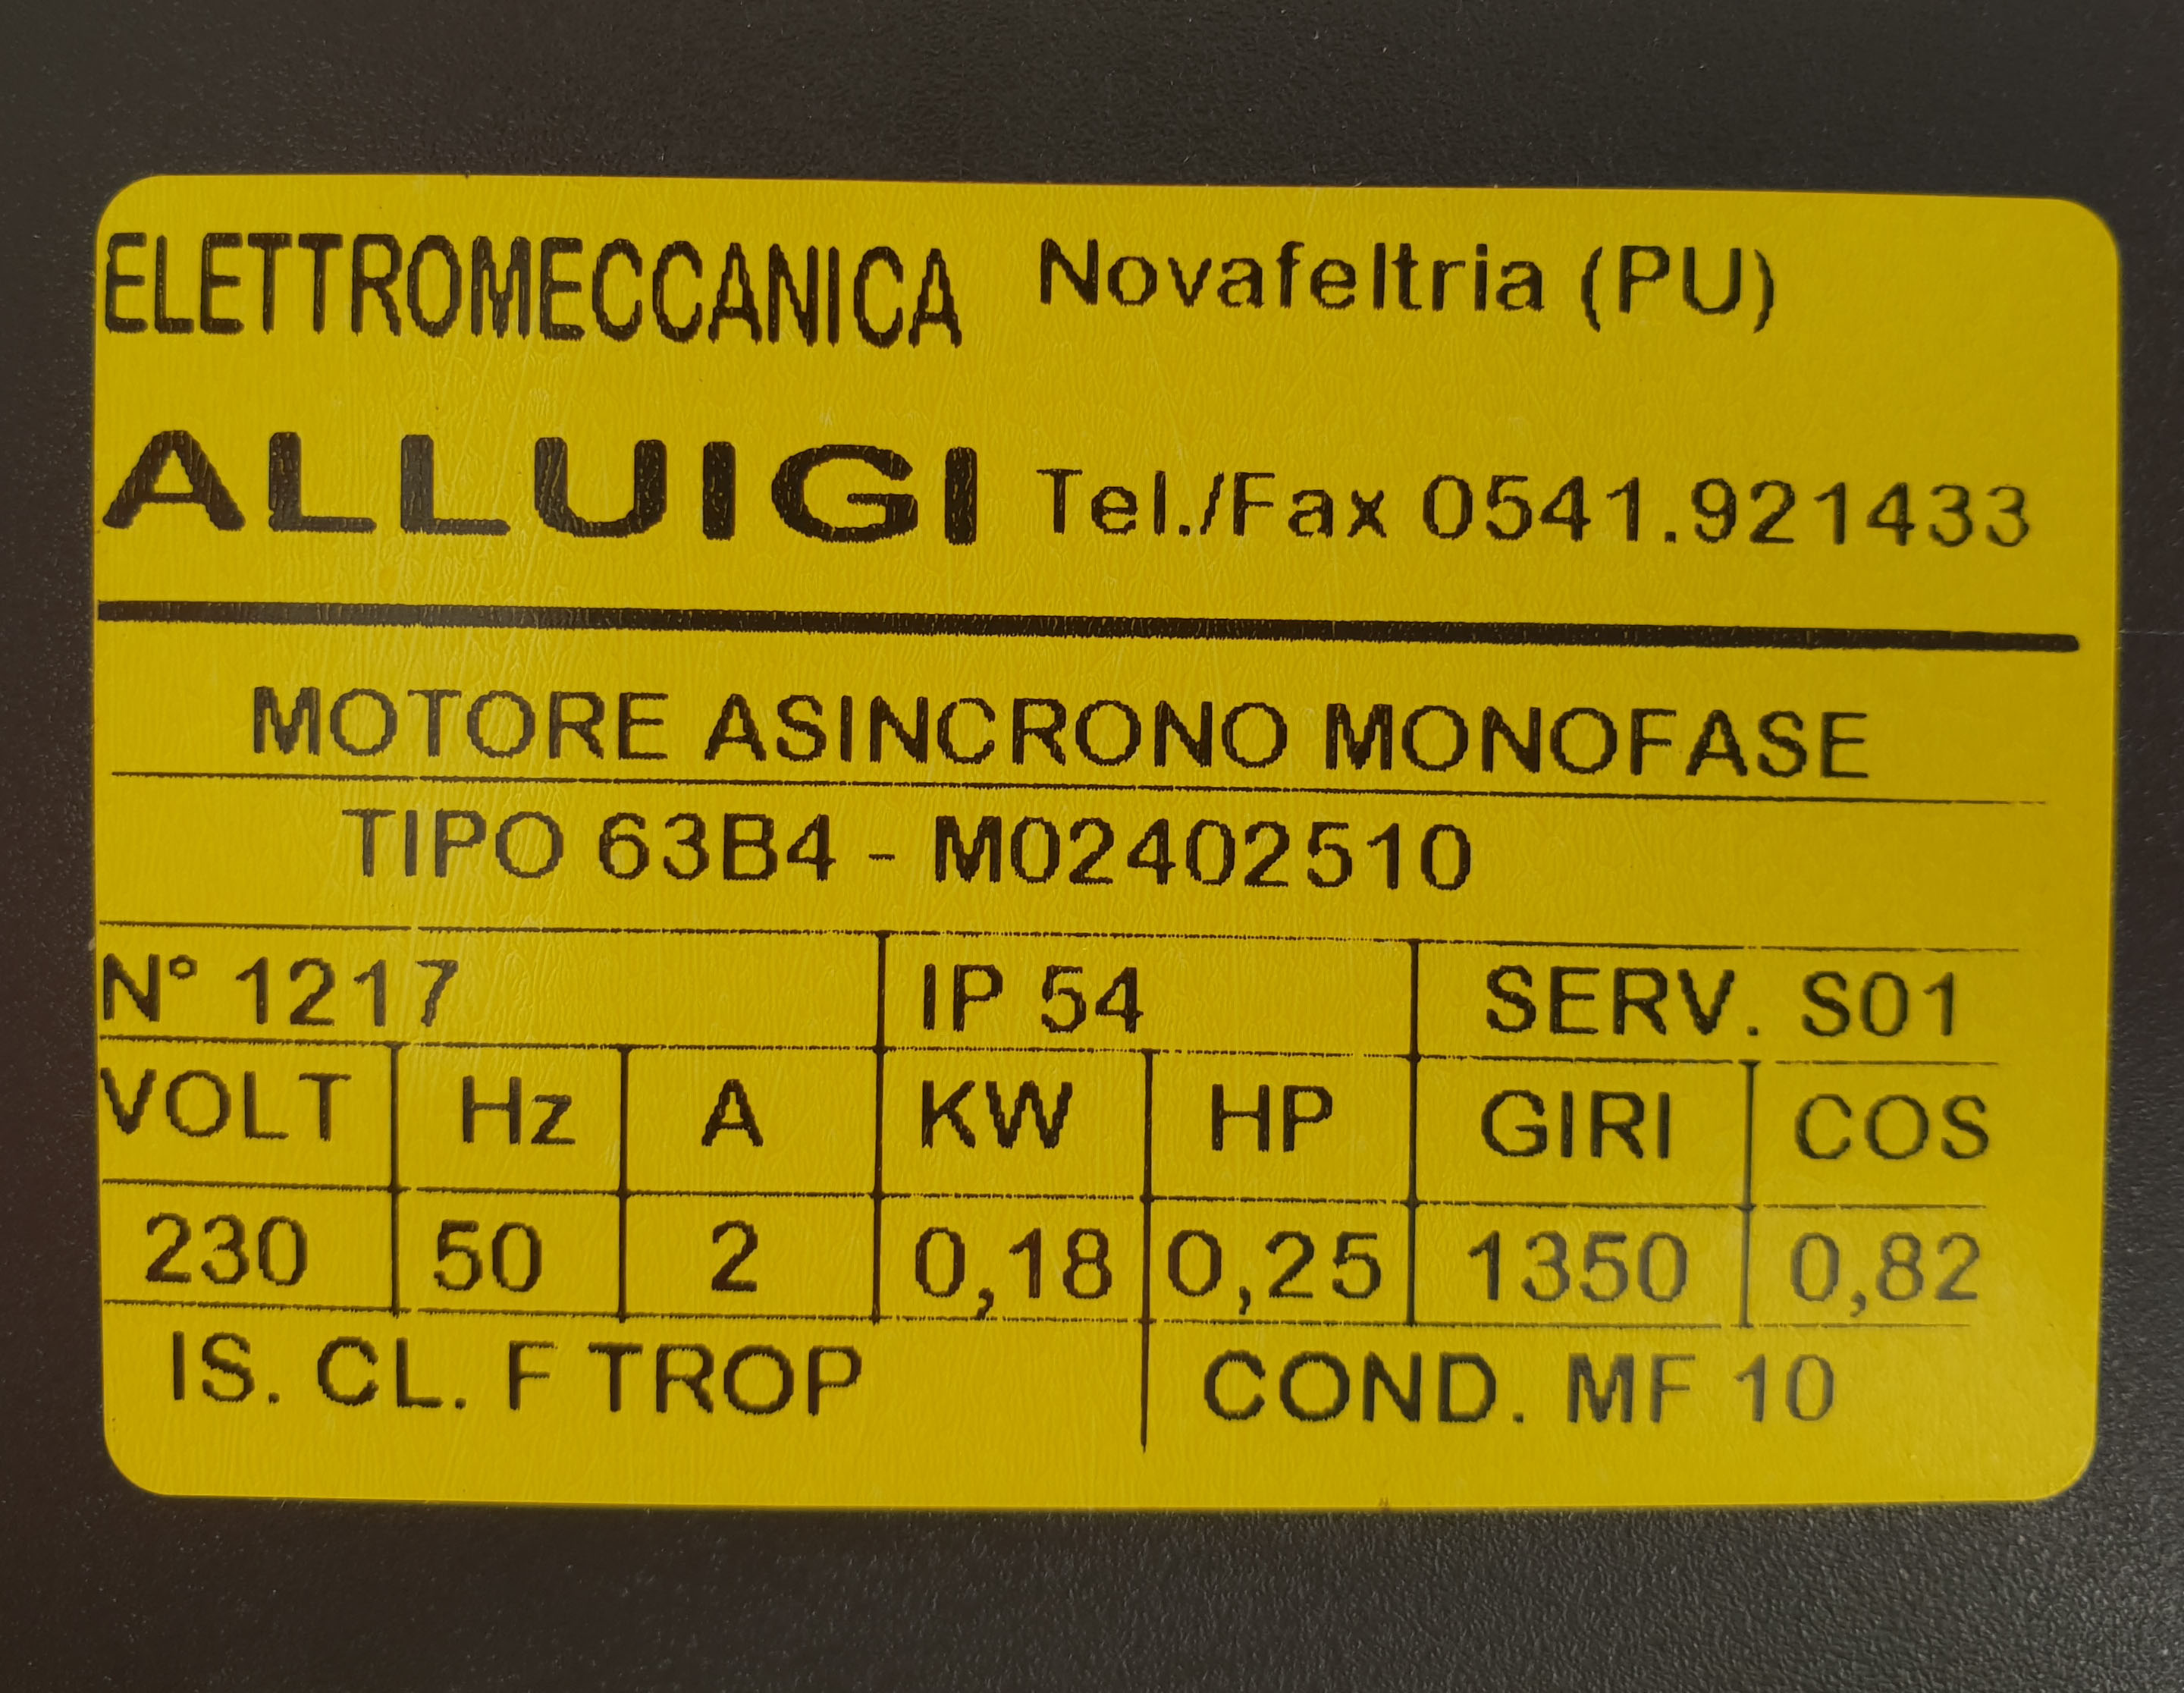 ELETTROMECCANICA Novafeltria (PU)
ALLUIGI Tel./Fax 0541.921433
MOTORE ASINCRONO MONOFASE
TIPO 63B4 - M02402510
N° 1217 IP 54 SERV. S01
VOLT Hz A KW HP GIRI COS
230 50 2 0,18 0,25 1350 0,82
IS. CL. F TROP COND. MF 10